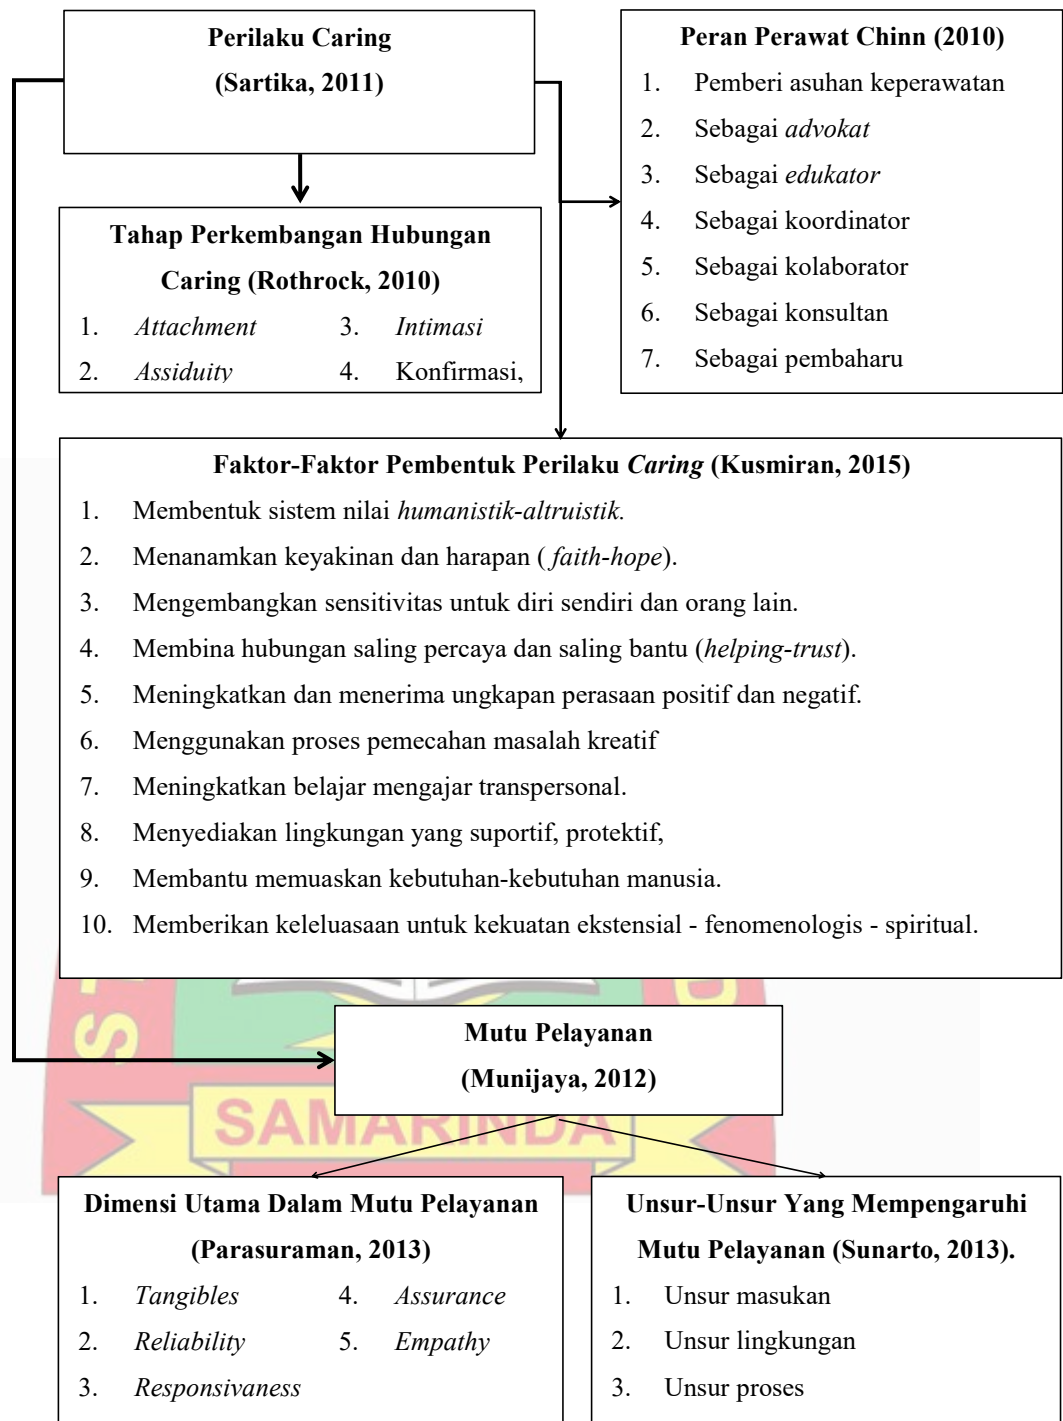 Perilaku Caring
(Sartika, 2011)
Peran Perawat Chinn (2010)
1. Pemberi asuhan keperawatan
2. Sebagai advokat
3. Sebagai edukator
4. Sebagai koordinator
5. Sebagai kolaborator
6. Sebagai konsultan
7. Sebagai pembaharu
Tahap Perkembangan Hubungan
Caring (Rothrock, 2010)
1. Attachment 3. Intimasi
2. Assiduity 4. Konfirmasi,
Faktor-Faktor Pembentuk Perilaku Caring (Kusmiran, 2015)
1. Membentuk sistem nilai humanistik-altruistik.
2. Menanamkan keyakinan dan harapan ( faith-hope).
3. Mengembangkan sensitivitas untuk diri sendiri dan orang lain.
4. Membina hubungan saling percaya dan saling bantu (helping-trust).
5. Meningkatkan dan menerima ungkapan perasaan positif dan negatif.
6. Menggunakan proses pemecahan masalah kreatif
7. Meningkatkan belajar mengajar transpersonal.
8. Menyediakan lingkungan yang suportif, protektif,
9. Membantu memuaskan kebutuhan-kebutuhan manusia.
10. Memberikan keleluasaan untuk kekuatan ekstensial - fenomenologis - spiritual.
Mutu Pelayanan
(Munijaya, 2012)
SAMARINDA
Dimensi Utama Dalam Mutu Pelayanan
(Parasuraman, 2013)
1. Tangibles 4. Assurance
2. Reliability 5. Empathy
3. Responsivaness
Unsur-Unsur Yang Mempengaruhi
Mutu Pelayanan (Sunarto, 2013).
1. Unsur masukan
2. Unsur lingkungan
3. Unsur proses